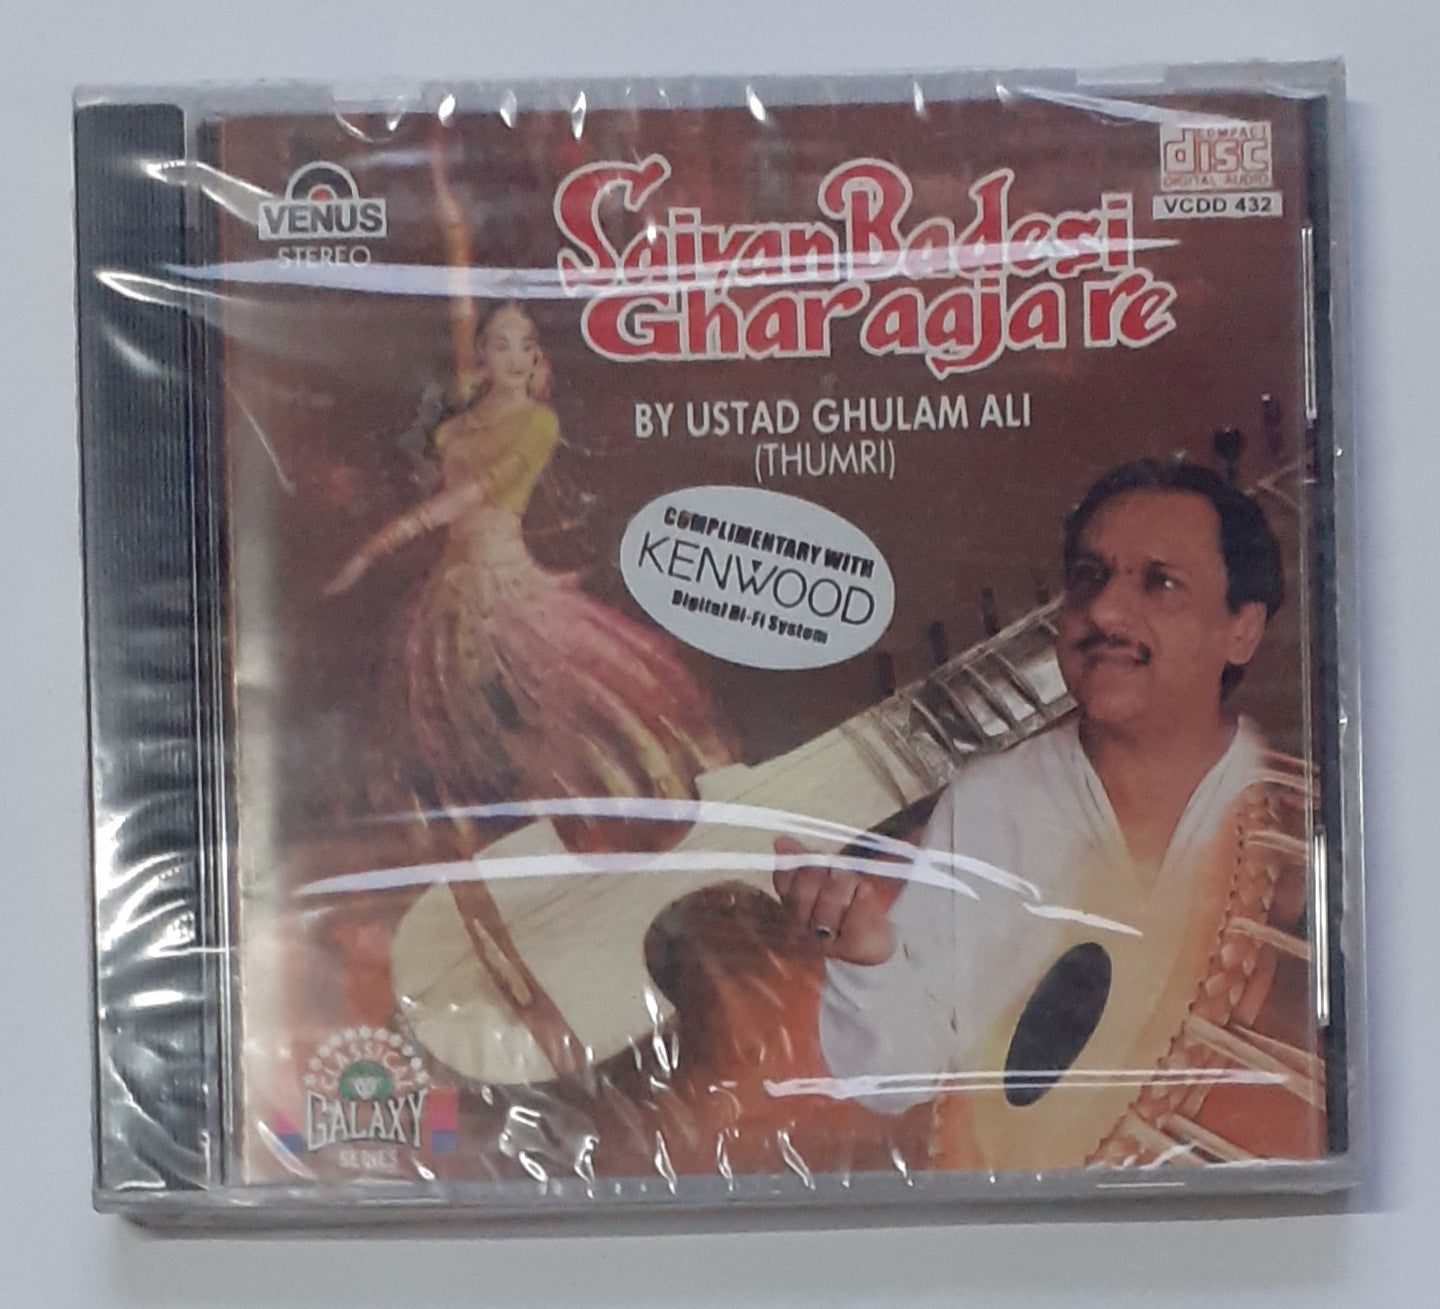 VENUS
STEREO
Saiyan Badesi
Ghar aaja re
COMPACT
disc
DIGITAL AUDIO
VCDD 432
BY USTAD GHULAM ALI
(THUMRI)
COMPLIMENTARY WITH
KENWOOD
Digital Hi-Fi System
CLASSICAL
GALAXY
SERIES